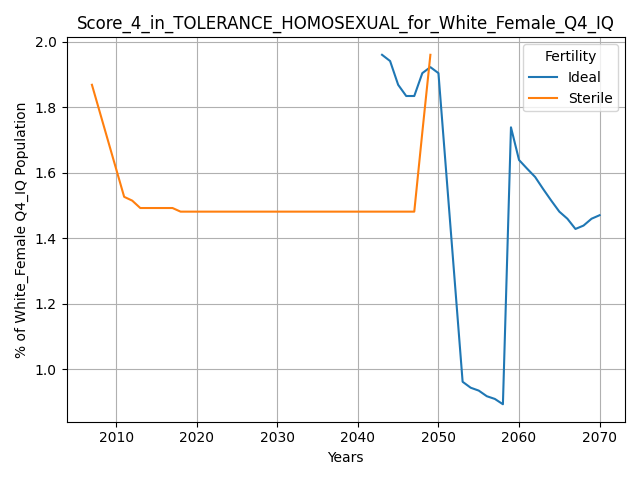 Score_4_in_TOLERANCE_HOMOSEXUAL_for_White_Female_Q4_IQ
Fertility
Ideal
Sterile
% of White_Female Q4_IQ Population
2.0
1.8
1.6
1.4
1.2
1.0
2010 2020 2030 2040 2050 2060 2070
Years